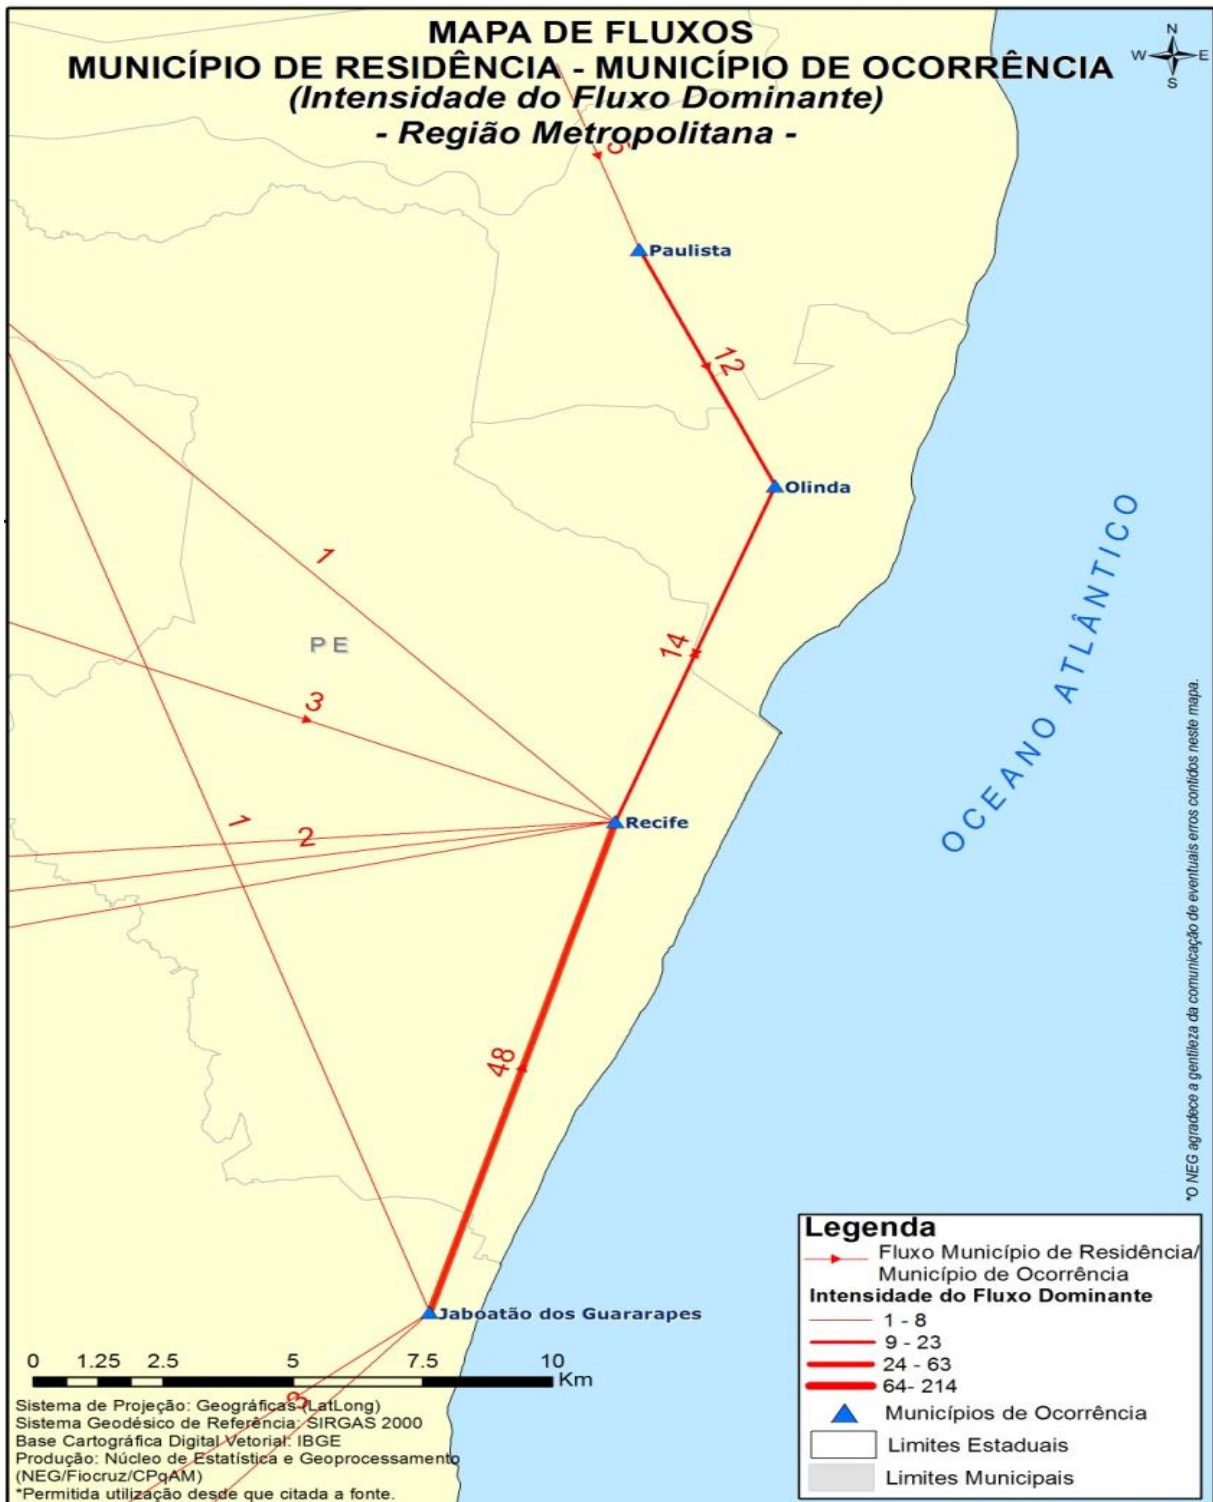 MAPA DE FLUXOS
MUNICÍPIO DE RESIDÊNCIA - MUNICÍPIO DE OCORRÊNCIA
(Intensidade do Fluxo Dominante)
- Região Metropolitana -
N
W
E
S
Paulista
12
Olinda
1
14
PE
3
1
2
Recife
OCEANO ATLÂNTICO
48
Jaboatão dos Guararapes
3
0 1.25 2.5 5 7.5 10
Km
Sistema de Projeção: Geográficas (LatLong)
Sistema Geodésico de Referência: SIRGAS 2000
Base Cartográfica Digital Vetorial: IBGE
Produção: Núcleo de Estatística e Geoprocessamento
(NEG/Fiocruz/CPqAM)
*Permitida utilização desde que citada a fonte.
*O NEG agradece a gentileza da comunicação de eventuais erros contidos neste mapa.
Legenda
Fluxo Município de Residência/
Município de Ocorrência
Intensidade do Fluxo Dominante
1 - 8
9 - 23
24 - 63
64- 214
Municípios de Ocorrência
Limites Estaduais
Limites Municipais